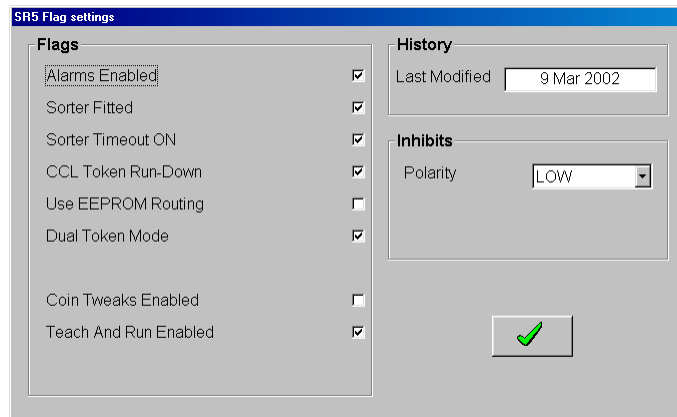 SR5 Flag settings
Flags
Alarms Enabled
Sorter Fitted
Sorter Timeout ON
CCL Token Run-Down
Use EEPROM Routing
Dual Token Mode
Coin Tweaks Enabled
Teach And Run Enabled
History
Last Modified 9 Mar 2002
Inhibits
Polarity LOW